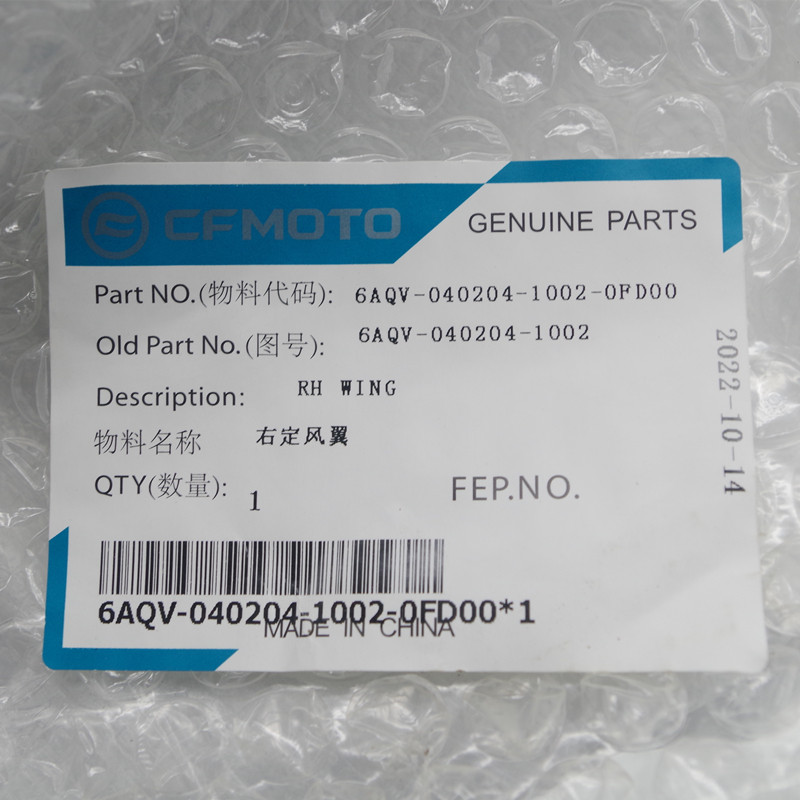 CFMOTO
GENUINE PARTS
Part NO.(物料代码): 6AQV-040204-1002-0FD00
Old Part No.(图号): 6AQV-040204-1002
Description: RH WING
物料名称 右定风翼
QTY(数量): 1
FEP.NO.
2022-10-14
6AQV-040204-1002-0FD00*1
MADE IN CHINA